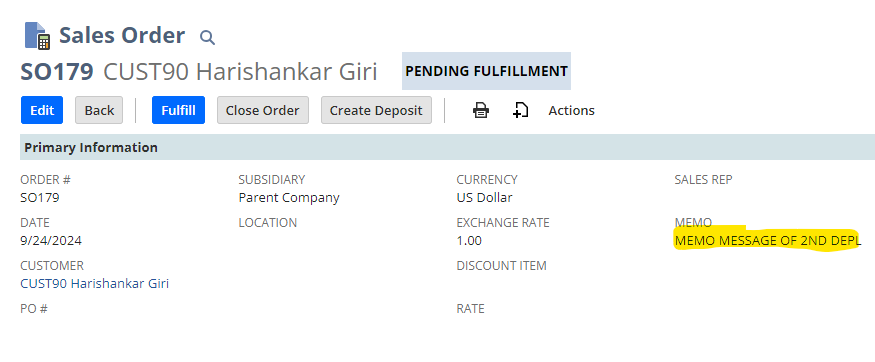 Sales Order
SO179 CUST90 Harishankar Giri PENDING FULFILLMENT
Edit Back Fulfill Close Order Create Deposit Actions
Primary Information
ORDER # SUBSIDIARY CURRENCY SALES REP
SO179 Parent Company US Dollar
DATE LOCATION EXCHANGE RATE MEMO
9/24/2024 1.00 MEMO MESSAGE OF 2ND DEPL
CUSTOMER DISCOUNT ITEM
CUST90 Harishankar Giri
PO # RATE